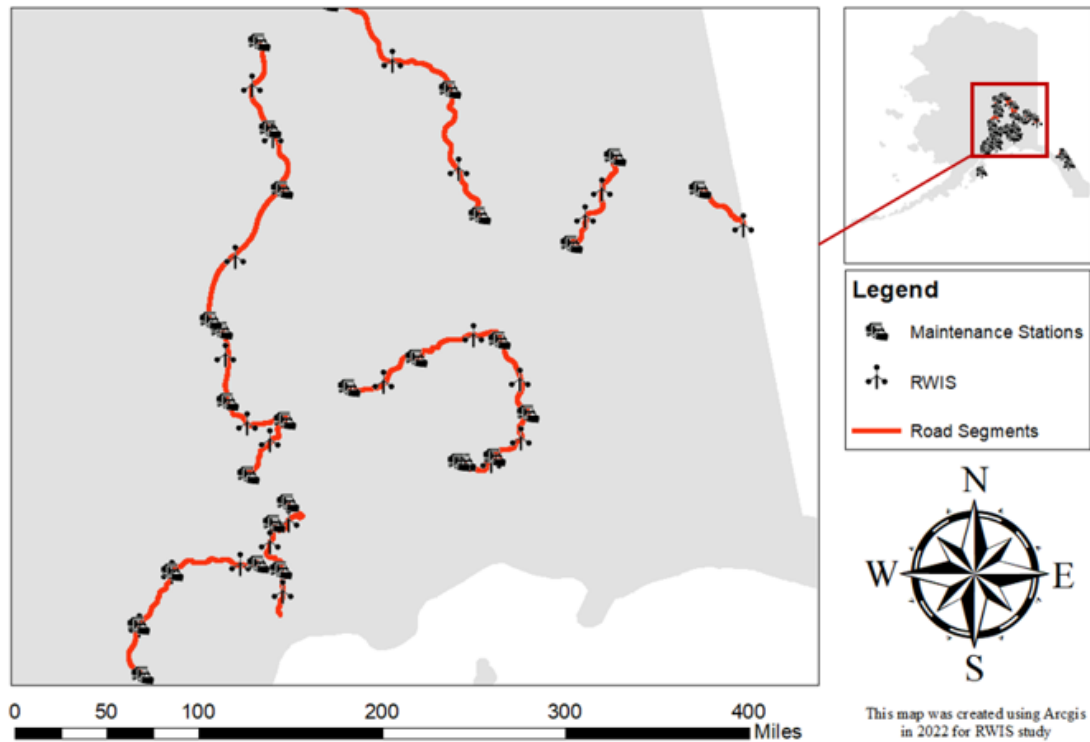 Legend
Maintenance Stations
RWIS
Road Segments
N
W E
S
0 50 100 200 300 400
Miles
This map was created using Arcgis
in 2022 for RWIS study